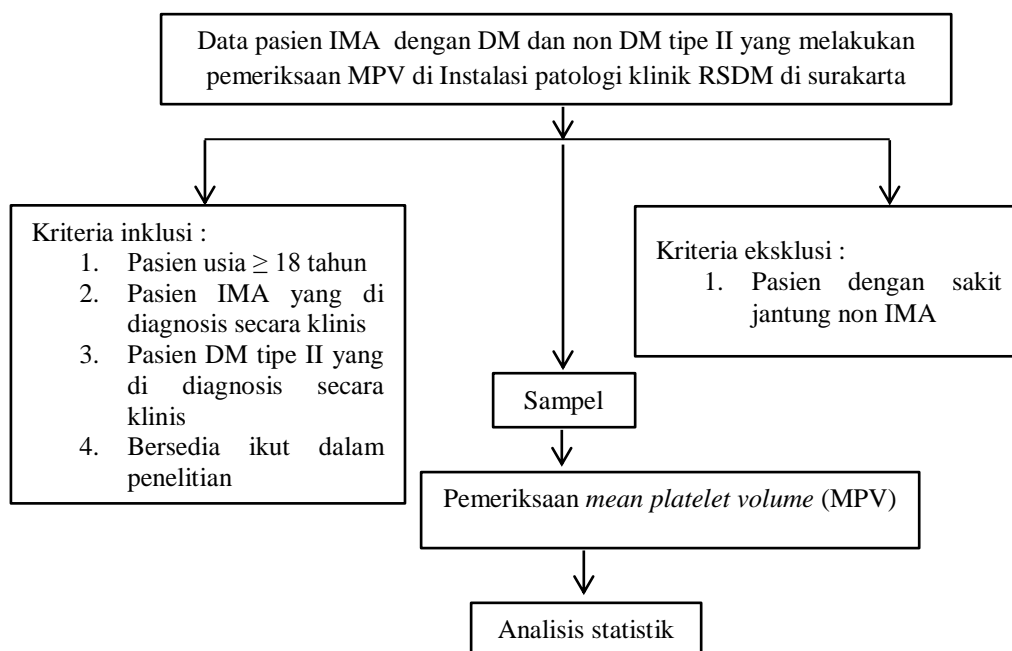 Data pasien IMA dengan DM dan non DM tipe II yang melakukan
pemeriksaan MPV di Instalasi patologi klinik RSDM di surakarta
Kriteria inklusi :
1. Pasien usia ≥ 18 tahun
2. Pasien IMA yang di
diagnosis secara klinis
3. Pasien DM tipe II yang
di diagnosis secara
klinis
4. Bersedia ikut dalam
penelitian
Kriteria eksklusi :
1. Pasien dengan sakit
jantung non IMA
Sampel
Pemeriksaan mean platelet volume (MPV)
Analisis statistik